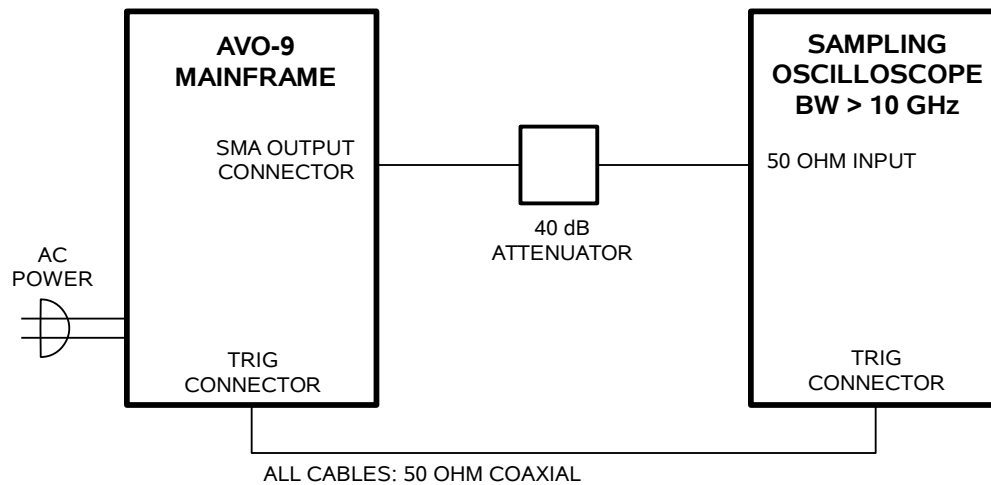 AVO-9
MAINFRAME
SMA OUTPUT
CONNECTOR
AC
POWER
TRIG
CONNECTOR
40 dB
ATTENUATOR
SAMPLING
OSCILLOSCOPE
BW > 10 GHz
50 OHM INPUT
TRIG
CONNECTOR
ALL CABLES: 50 OHM COAXIAL